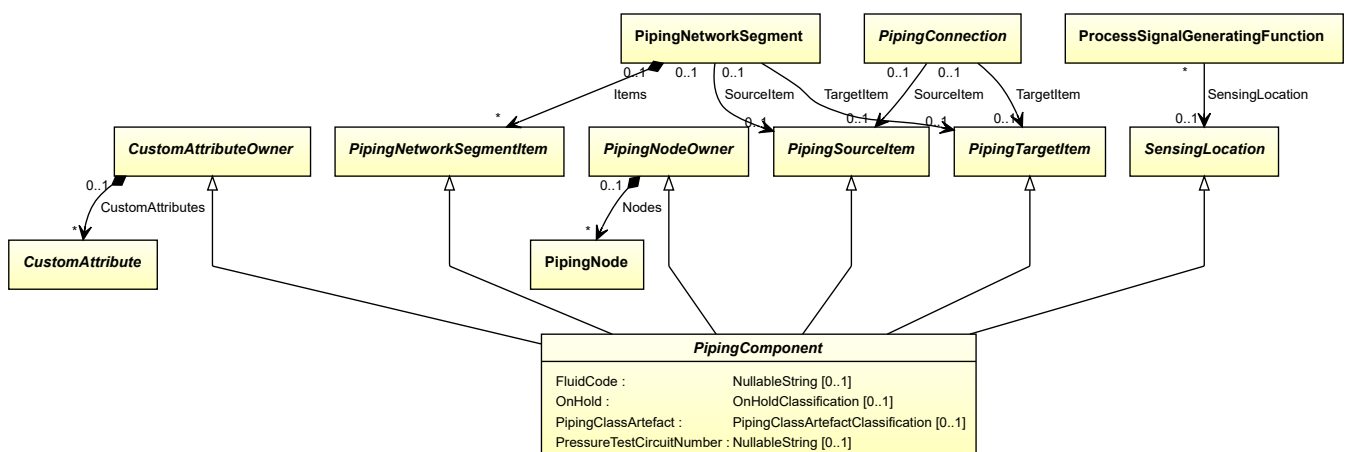 PipingNetworkSegment
PipingConnection
ProcessSignalGeneratingFunction
0..1
0..1
0..1
0..1
0..1
*
Items
SourceItem
TargetItem
SourceItem
TargetItem
SensingLocation
*
0..1
0..1
0..1
0..1
0..1
CustomAttributeOwner
PipingNetworkSegmentItem
PipingNodeOwner
PipingSourceItem
PipingTargetItem
SensingLocation
0..1
0..1
CustomAttributes
Nodes
*
*
CustomAttribute
PipingNode
PipingComponent
FluidCode : NullableString [0..1]
OnHold : OnHoldClassification [0..1]
PipingClassArtefact : PipingClassArtefactClassification [0..1]
PressureTestCircuitNumber : NullableString [0..1]